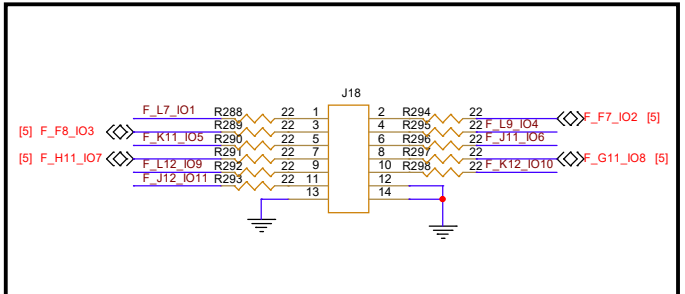 J18
F_L7_IO1 R288 22 1 2 R294 22 F_F7_IO2 [5]
[5] F_F8_IO3 R289 22 3 4 R295 22 F_L9_IO4
F_K11_IO5 R290 22 5 6 R296 22 F_J11_IO6
[5] F_H11_IO7 R291 22 7 8 R297 22 F_G11_IO8 [5]
F_L12_IO9 R292 22 9 10 R298 22 F_K12_IO10
F_J12_IO11 R293 22 11 12
13 14